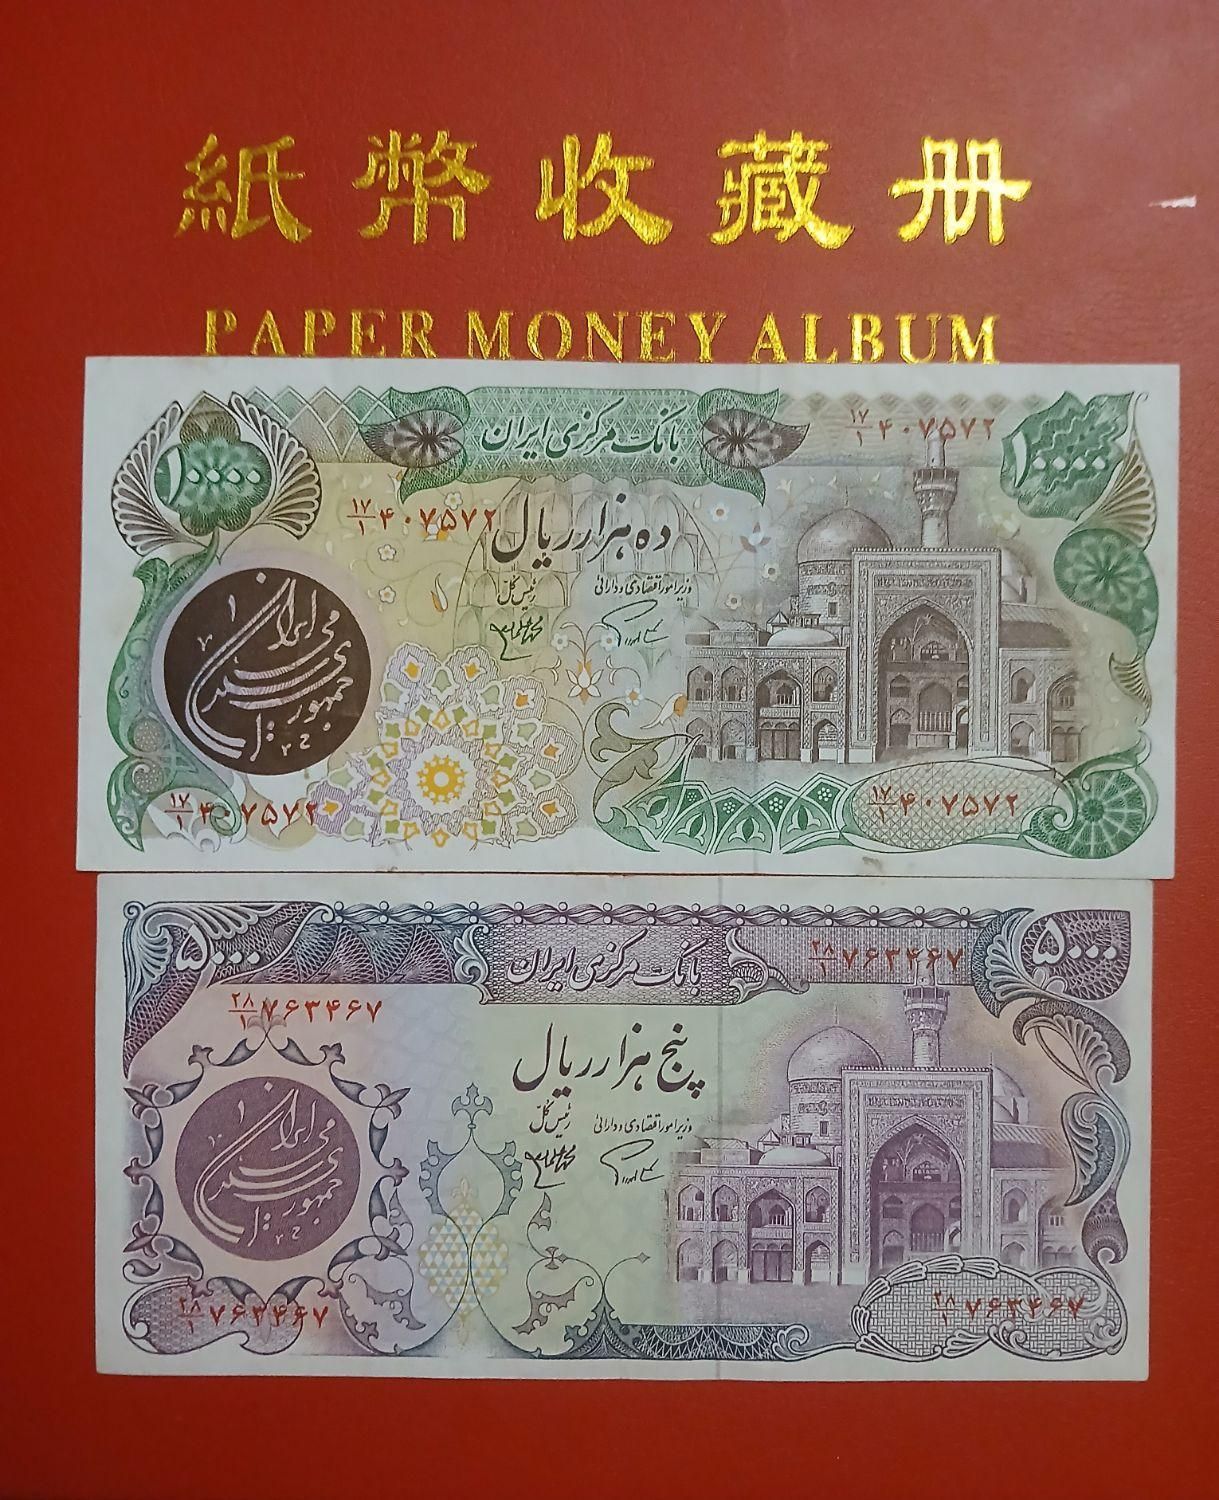 紙幣收藏册
PAPER MONEY ALBUM
۱۰۰۰۰
بانک مرکزی ایران
۱۷/۱ ۴۰۷۵۷۲
۱۰۰۰۰
۱۷/۱ ۴۰۷۵۷۲
ده هزار ریال
رئیس کل
وزیر امور اقتصادی و دارائی
جمهوری اسلامی ایران
۱۷/۱ ۴۰۷۵۷۲
۱۷/۱ ۴۰۷۵۷۲
۵۰۰۰
بانک مرکزی ایران
۲۸/۱ ۷۶۳۴۶۷
۵۰۰۰
۲۸/۱ ۷۶۳۴۶۷
پنج هزار ریال
رئیس کل
وزیر امور اقتصادی و دارائی
جمهوری اسلامی ایران
۲۸/۱ ۷۶۳۴۶۷
۲۸/۱ ۷۶۳۴۶۷